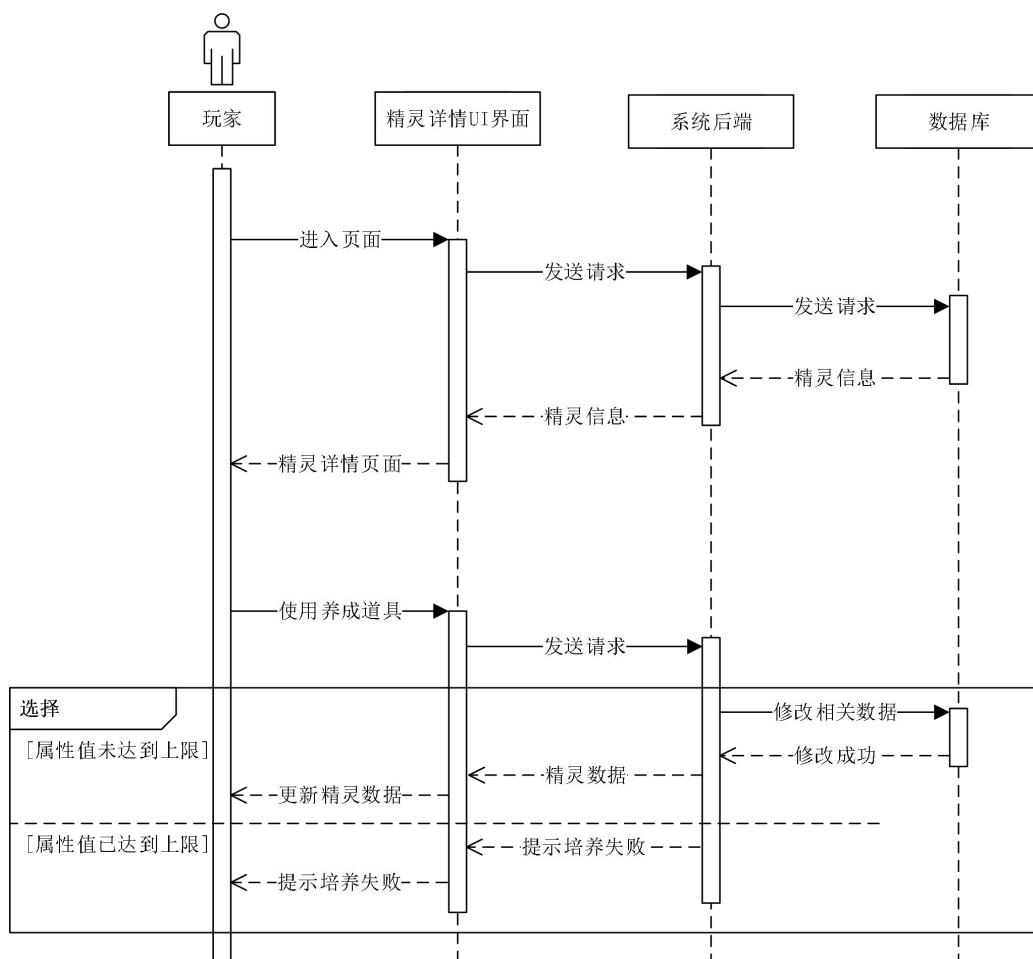 玩家
精灵详情UI界面
系统后端
数据库
进入页面
发送请求
发送请求
精灵信息
精灵信息
精灵详情页面
使用养成道具
发送请求
选择
修改相关数据
[属性值未达到上限]
修改成功
精灵数据
更新精灵数据
[属性值已达到上限]
提示培养失败
提示培养失败